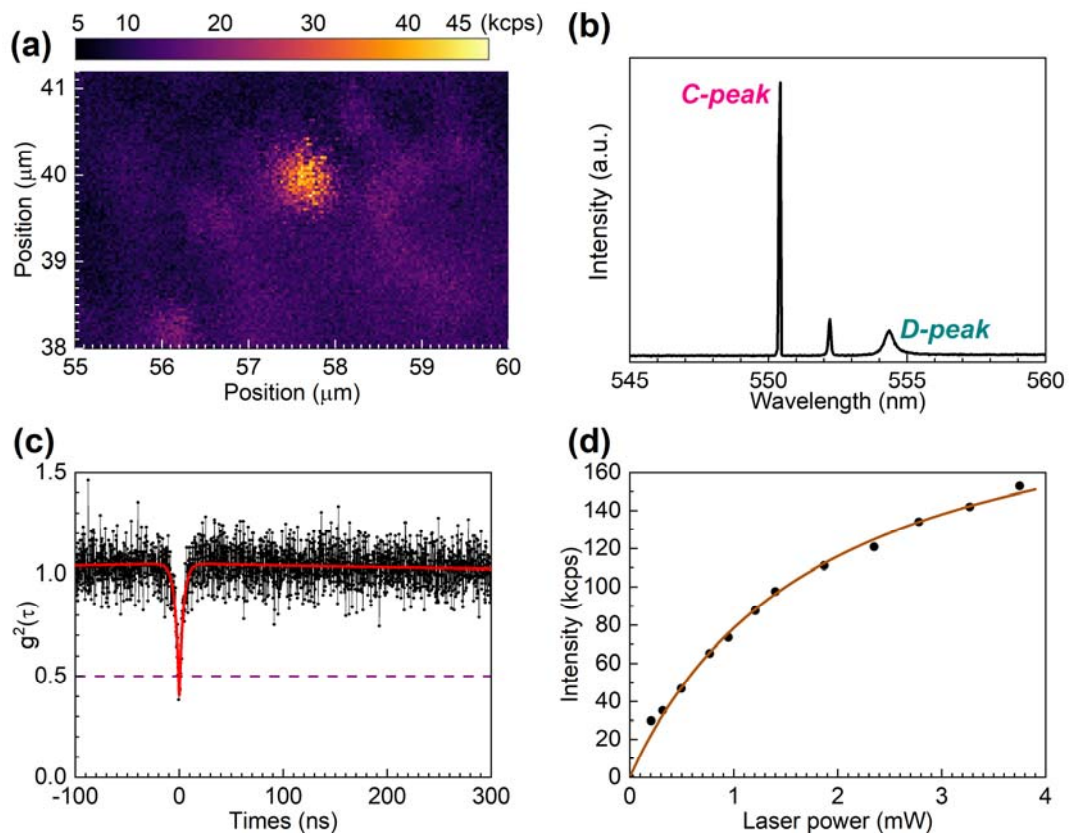 5 10 20 30 40 45 (kcps)
(a)
41
40
39
38
Position (μm)
55 56 57 58 59 60
Position (μm)
(b)
C-peak
D-peak
Intensity (a.u.)
545 550 555 560
Wavelength (nm)
(c)
1.5
1.0
0.5
0.0
g²(τ)
-100 0 100 200 300
Times (ns)
(d)
160
140
120
100
80
60
40
20
0
Intensity (kcps)
0 1 2 3 4
Laser power (mW)